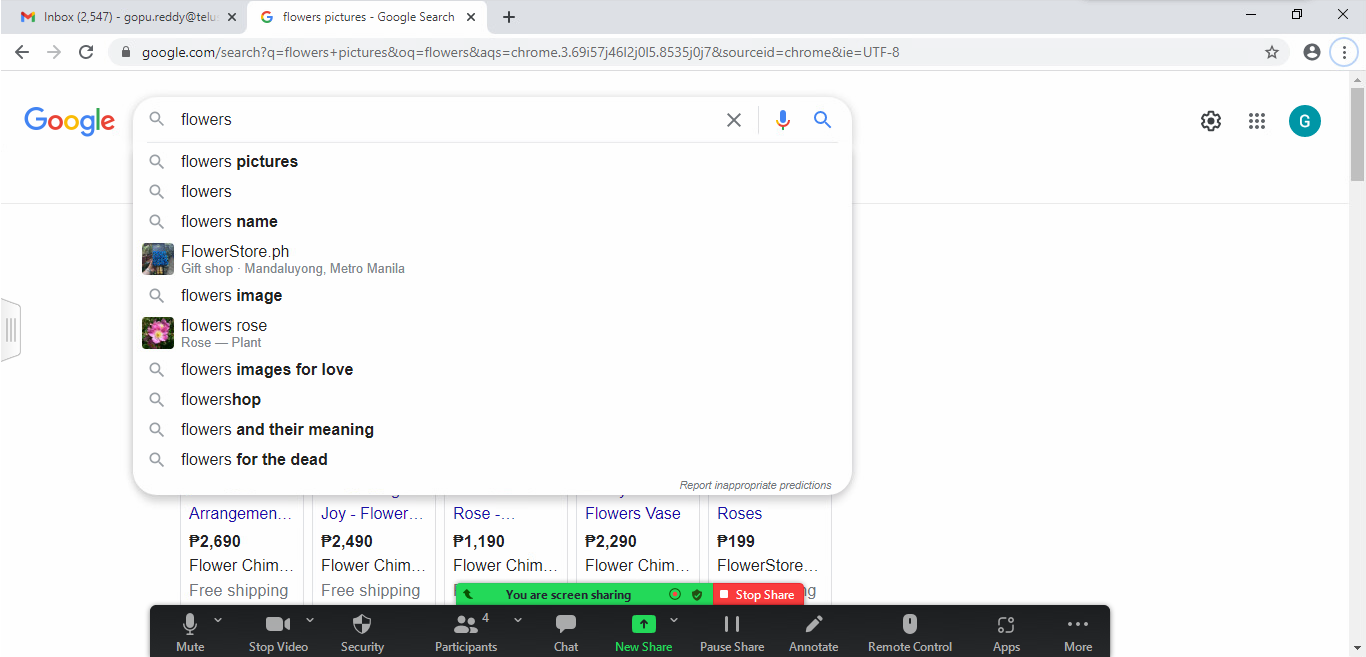 Inbox (2,547) - gopu.reddy@telu
flowers pictures - Google Search
google.com/search?q=flowers+pictures&oq=flowers&aqs=chrome.3.69i57j46l2j0l5.8535j0j7&sourceid=chrome&ie=UTF-8
Google
flowers
G
flowers pictures
flowers
flowers name
FlowerStore.ph
Gift shop · Mandaluyong, Metro Manila
flowers image
flowers rose
Rose — Plant
flowers images for love
flowershop
flowers and their meaning
flowers for the dead
Report inappropriate predictions
Arrangemen... Joy - Flower... Rose -... Flowers Vase Roses
₱2,690 ₱2,490 ₱1,190 ₱2,290 ₱199
Flower Chim... Flower Chim... Flower Chim... Flower Chim... FlowerStore...
Free shipping Free shipping
You are screen sharing Stop Share
4
Mute Stop Video Security Participants Chat New Share Pause Share Annotate Remote Control Apps More